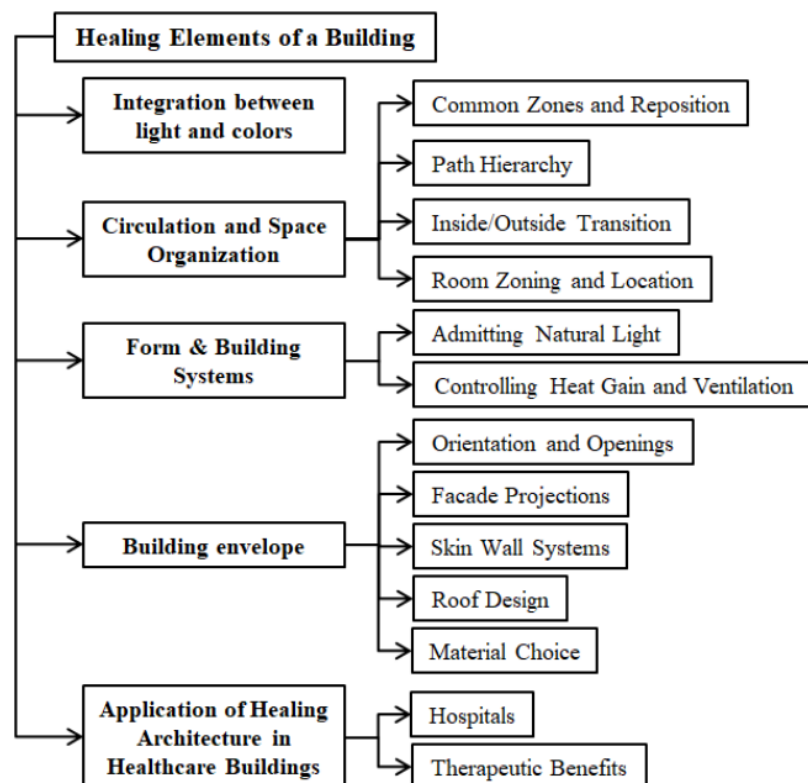 Healing Elements of a Building
Integration between
light and colors
Circulation and Space
Organization
Common Zones and Reposition
Path Hierarchy
Inside/Outside Transition
Room Zoning and Location
Form & Building
Systems
Admitting Natural Light
Controlling Heat Gain and Ventilation
Building envelope
Orientation and Openings
Facade Projections
Skin Wall Systems
Roof Design
Material Choice
Application of Healing
Architecture in
Healthcare Buildings
Hospitals
Therapeutic Benefits